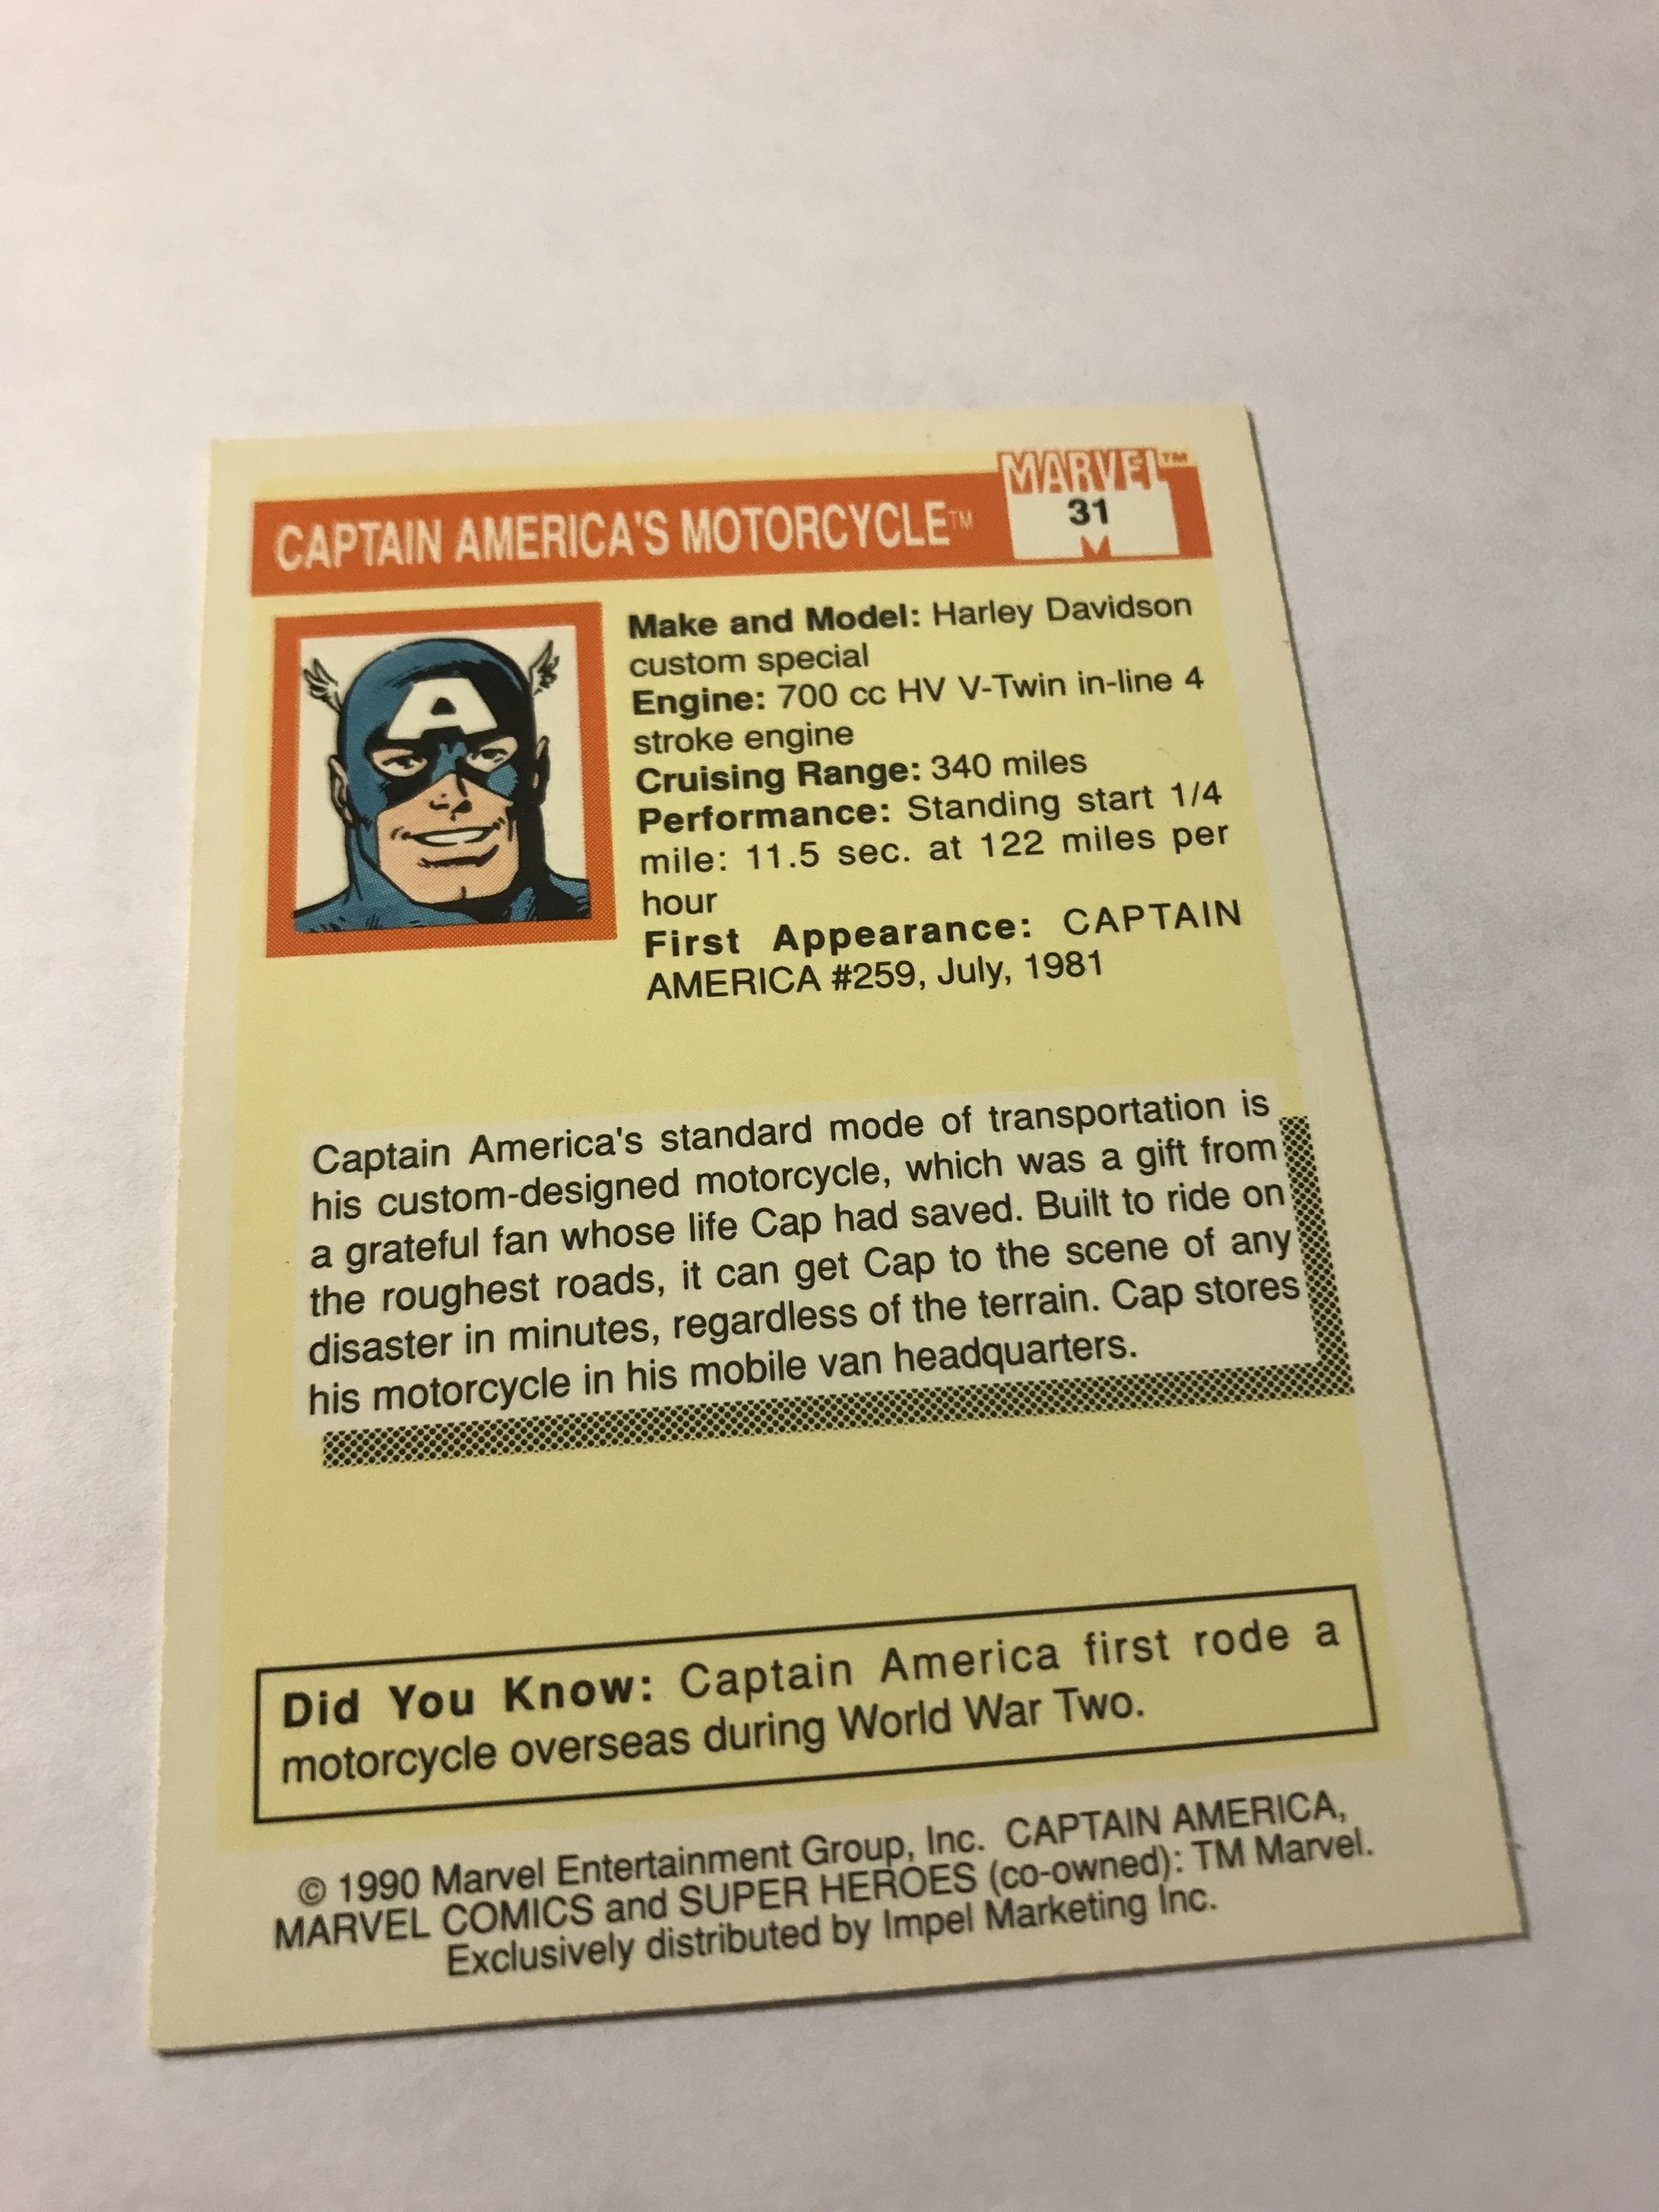 MARVEL™
CAPTAIN AMERICA'S MOTORCYCLE™
31
M
A
Make and Model: Harley Davidson
custom special
Engine: 700 cc HV V-Twin in-line 4
stroke engine
Cruising Range: 340 miles
Performance: Standing start 1/4
mile: 11.5 sec. at 122 miles per
hour
First Appearance: CAPTAIN
AMERICA #259, July, 1981
Captain America's standard mode of transportation is
his custom-designed motorcycle, which was a gift from
a grateful fan whose life Cap had saved. Built to ride on
the roughest roads, it can get Cap to the scene of any
disaster in minutes, regardless of the terrain. Cap stores
his motorcycle in his mobile van headquarters.
Did You Know: Captain America first rode a
motorcycle overseas during World War Two.
© 1990 Marvel Entertainment Group, Inc. CAPTAIN AMERICA,
MARVEL COMICS and SUPER HEROES (co-owned): TM Marvel.
Exclusively distributed by Impel Marketing Inc.